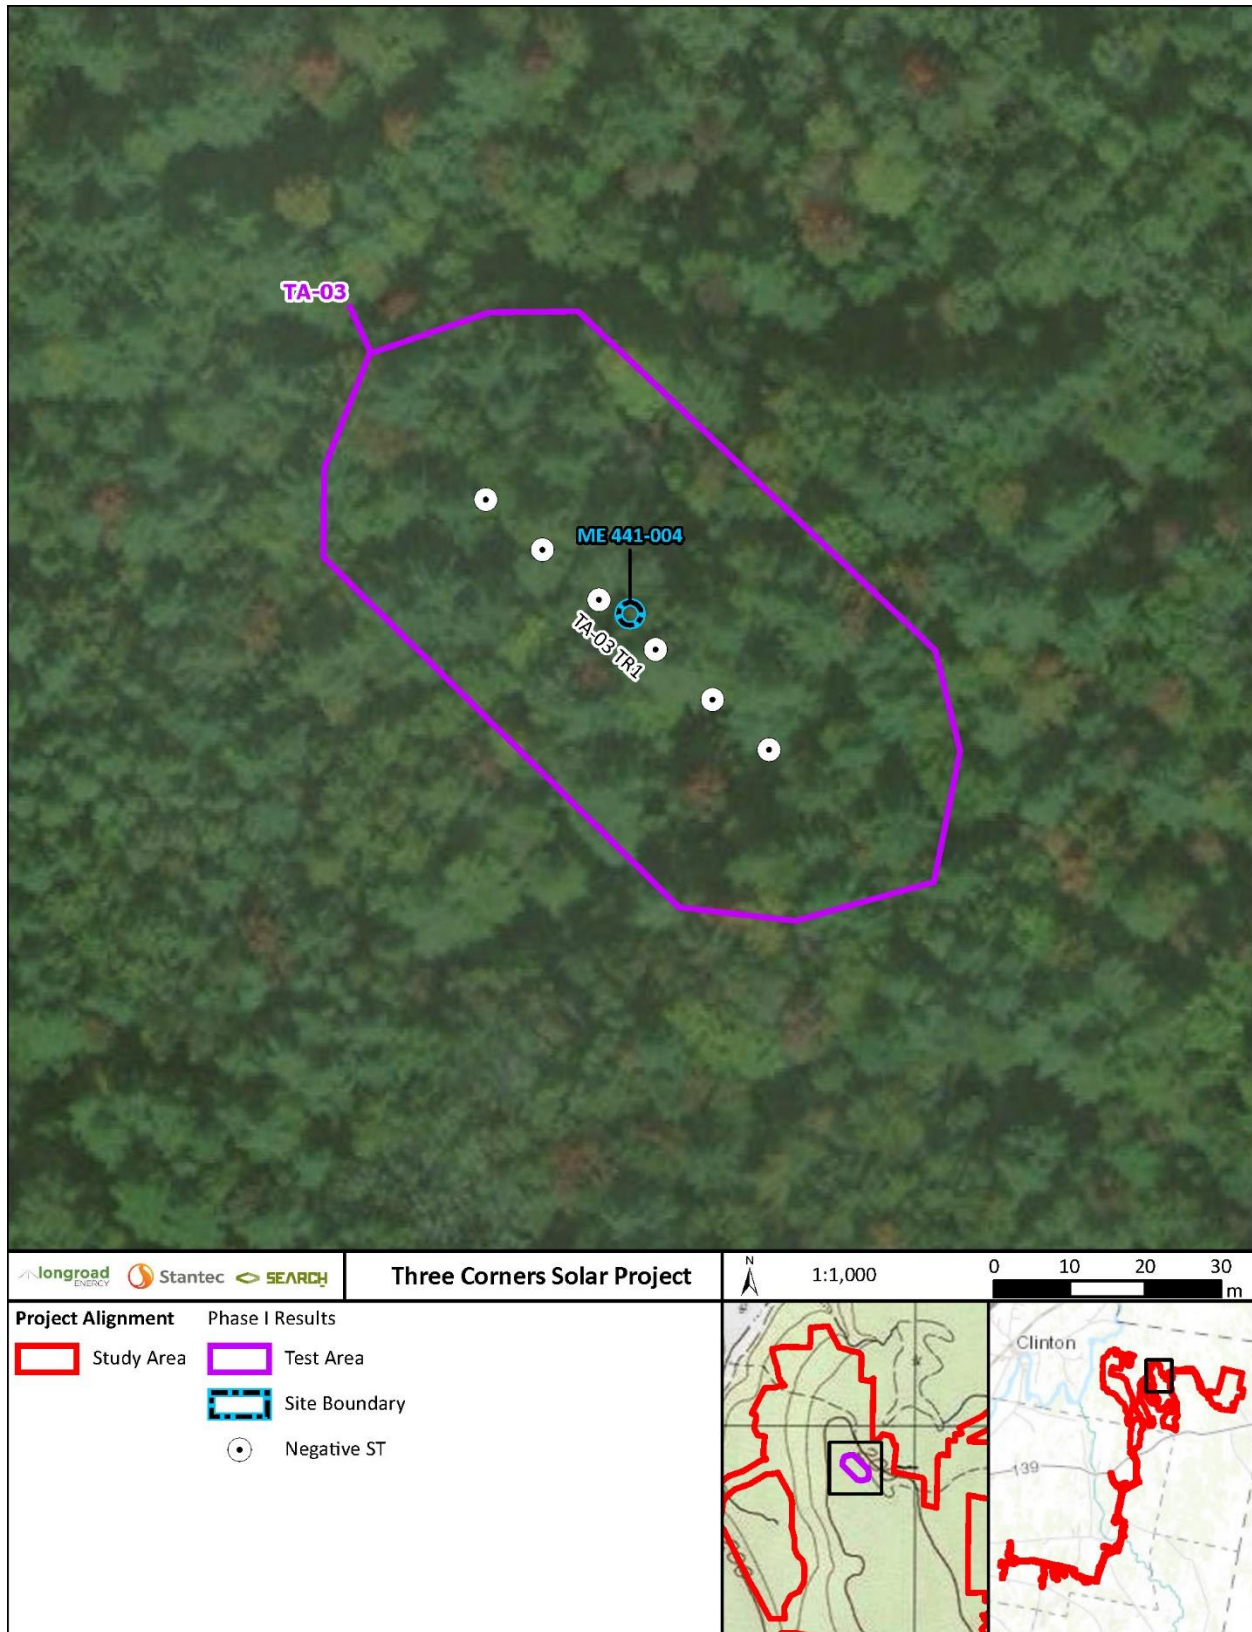 TA-03
ME 441-004
TA-03 TR1
longroad
ENERGY
Stantec
SEARCH
Three Corners Solar Project
N
1:1,000
0 10 20 30
m
Project Alignment
Study Area
Phase I Results
Test Area
Site Boundary
Negative ST
Clinton
139